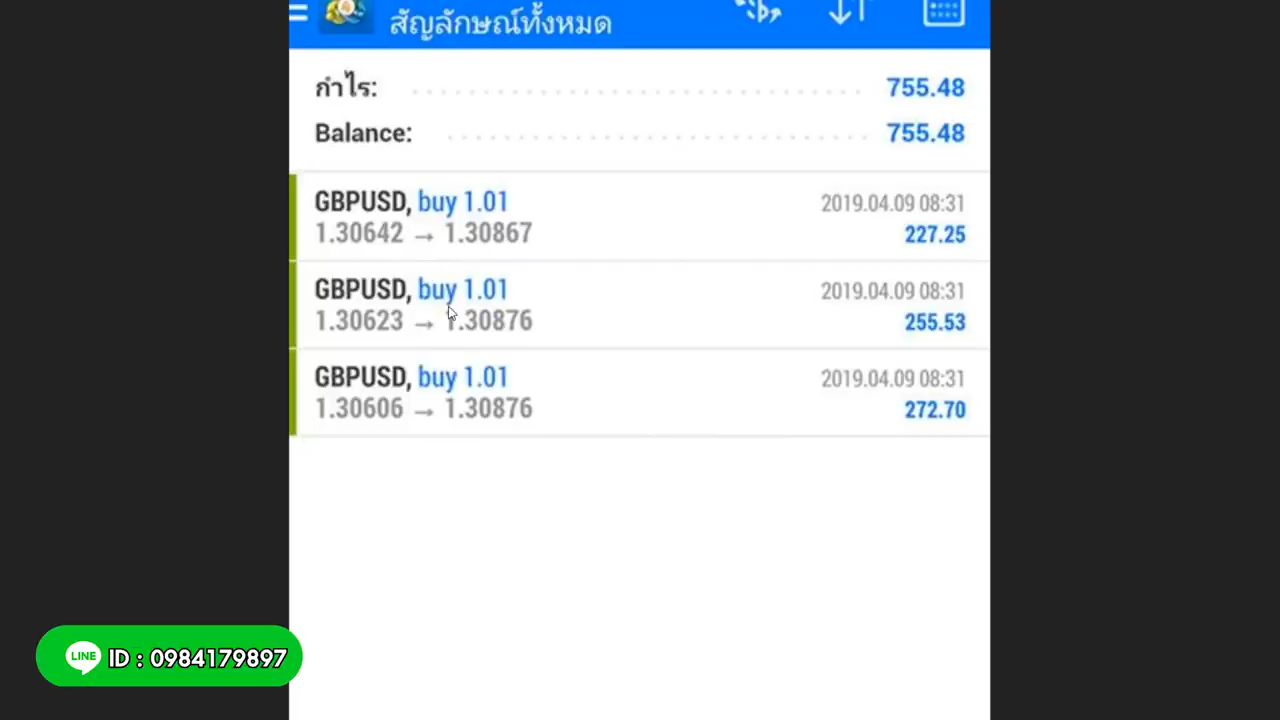 สัญลักษณ์ทั้งหมด
กำไร: 755.48
Balance: 755.48
GBPUSD, buy 1.01 2019.04.09 08:31
1.30642 → 1.30867 227.25
GBPUSD, buy 1.01 2019.04.09 08:31
1.30623 → 1.30876 255.53
GBPUSD, buy 1.01 2019.04.09 08:31
1.30606 → 1.30876 272.70
LINE ID : 0984179897